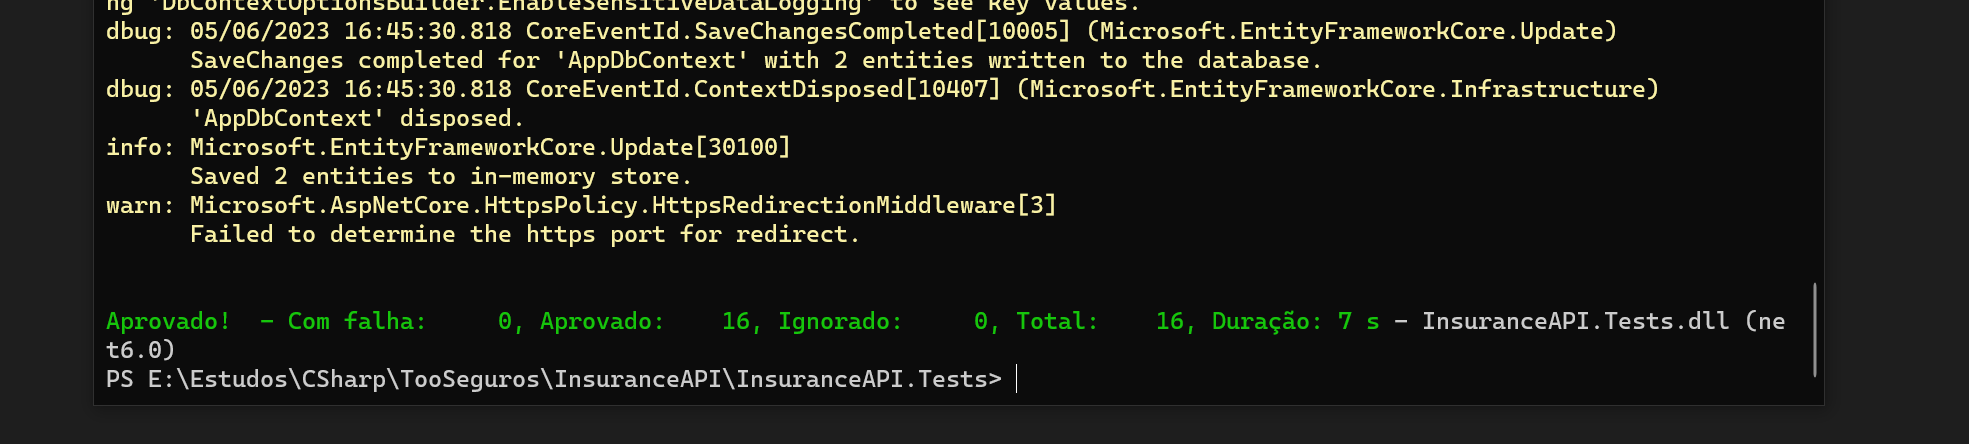 ng 'DbContextOptionsBuilder.EnableSensitiveDataLogging' to see key values.
dbug: 05/06/2023 16:45:30.818 CoreEventId.SaveChangesCompleted[10005] (Microsoft.EntityFrameworkCore.Update)
      SaveChanges completed for 'AppDbContext' with 2 entities written to the database.
dbug: 05/06/2023 16:45:30.818 CoreEventId.ContextDisposed[10407] (Microsoft.EntityFrameworkCore.Infrastructure)
      'AppDbContext' disposed.
info: Microsoft.EntityFrameworkCore.Update[30100]
      Saved 2 entities to in-memory store.
warn: Microsoft.AspNetCore.HttpsPolicy.HttpsRedirectionMiddleware[3]
      Failed to determine the https port for redirect.
Aprovado!  - Com falha:     0, Aprovado:    16, Ignorado:     0, Total:    16, Duração: 7 s - InsuranceAPI.Tests.dll (ne
t6.0)
PS E:\Estudos\CSharp\TooSeguros\InsuranceAPI\InsuranceAPI.Tests>